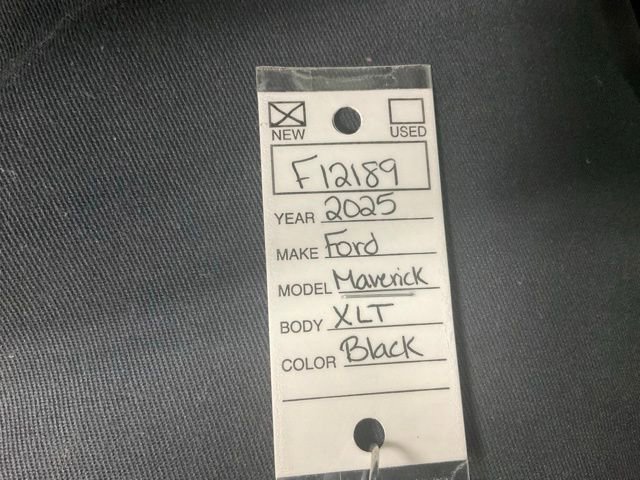 NEW USED
F12189
YEAR 2025
MAKE Ford
MODEL Maverick
BODY XLT
COLOR Black